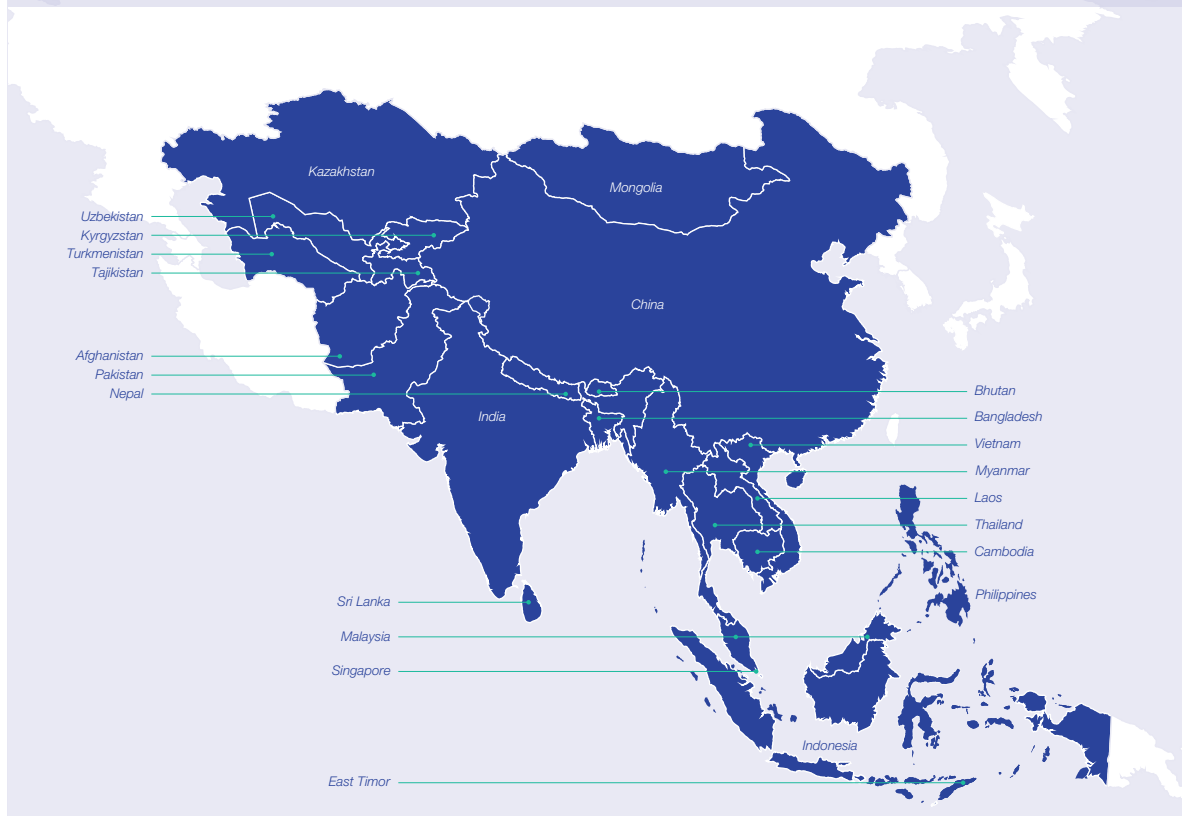 Kazakhstan
Mongolia
Uzbekistan
Kyrgyzstan
Turkmenistan
Tajikistan
China
Afghanistan
Pakistan
Nepal
India
Bhutan
Bangladesh
Vietnam
Myanmar
Laos
Thailand
Cambodia
Philippines
Sri Lanka
Malaysia
Singapore
Indonesia
East Timor